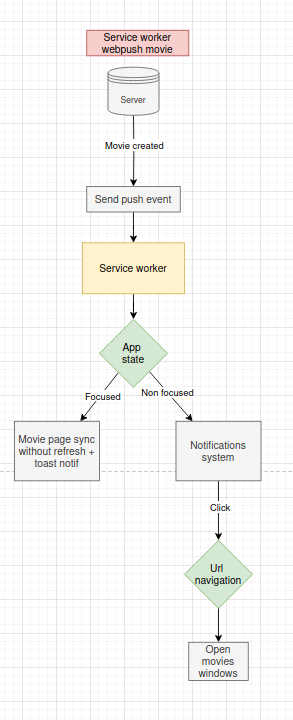 Service worker
webpush movie
Server
Movie created
Send push event
Service worker
App
state
Focused
Non focused
Movie page sync
without refresh +
toast notif
Notifications
system
Click
Url
navigation
Open
movies
windows